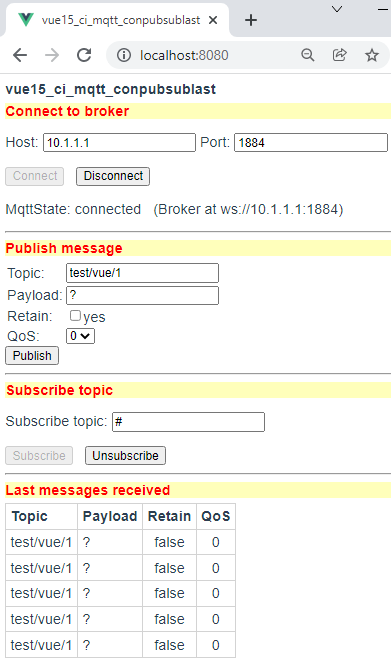 vue15_ci_mqtt_conpubsublast
localhost:8080
vue15_ci_mqtt_conpubsublast
Connect to broker
Host: 10.1.1.1 Port: 1884
Connect Disconnect
MqttState: connected (Broker at ws://10.1.1.1:1884)
Publish message
Topic: test/vue/1
Payload: ?
Retain: yes
QoS: 0
Publish
Subscribe topic
Subscribe topic: #
Subscribe Unsubscribe
Last messages received
Topic Payload Retain QoS
test/vue/1 ? false 0
test/vue/1 ? false 0
test/vue/1 ? false 0
test/vue/1 ? false 0
test/vue/1 ? false 0